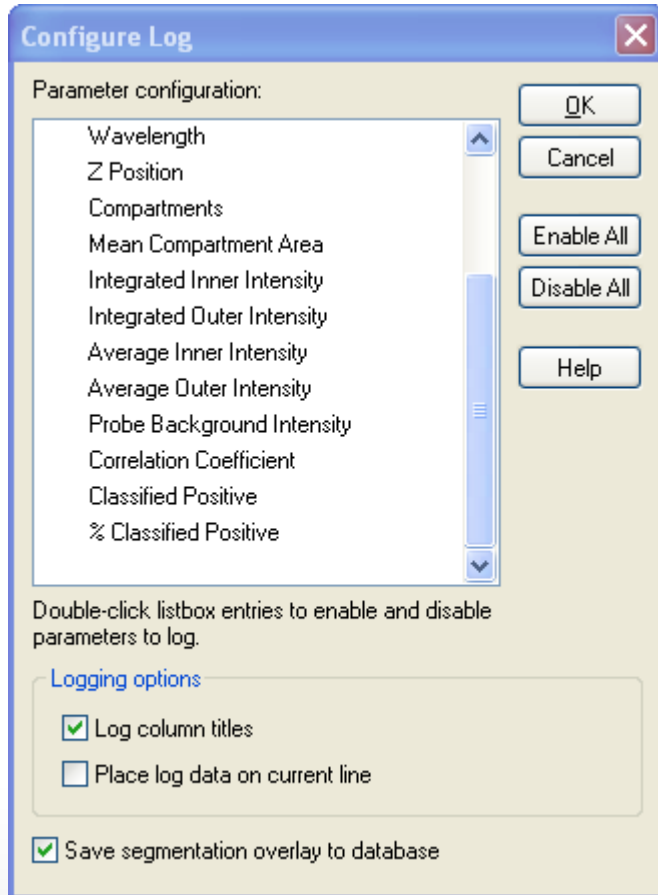 Configure Log
Parameter configuration:
OK
Cancel
Enable All
Disable All
Help
Wavelength
Z Position
Compartments
Mean Compartment Area
Integrated Inner Intensity
Integrated Outer Intensity
Average Inner Intensity
Average Outer Intensity
Probe Background Intensity
Correlation Coefficient
Classified Positive
% Classified Positive
Double-click listbox entries to enable and disable
parameters to log.
Logging options
Log column titles
Place log data on current line
Save segmentation overlay to database